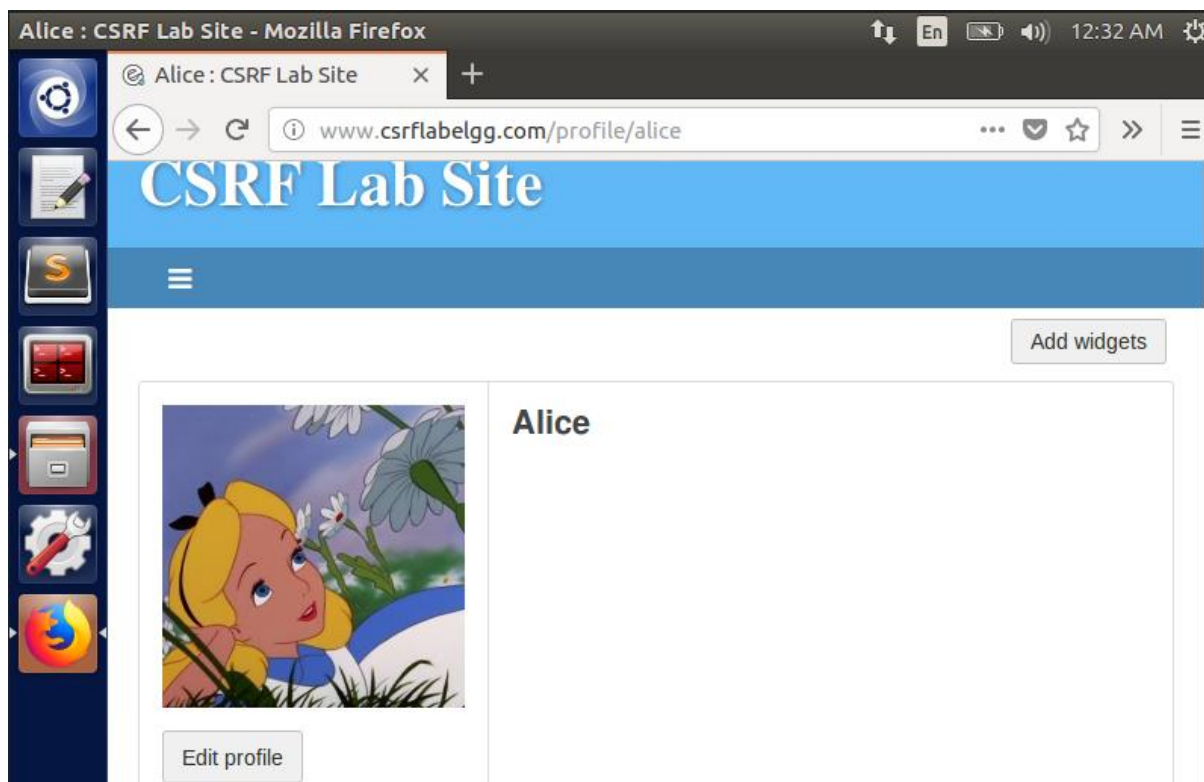 Alice : CSRF Lab Site - Mozilla Firefox
En
12:32 AM
Alice : CSRF Lab Site
www.csrflabelgg.com/profile/alice
CSRF Lab Site
Add widgets
Alice
Edit profile